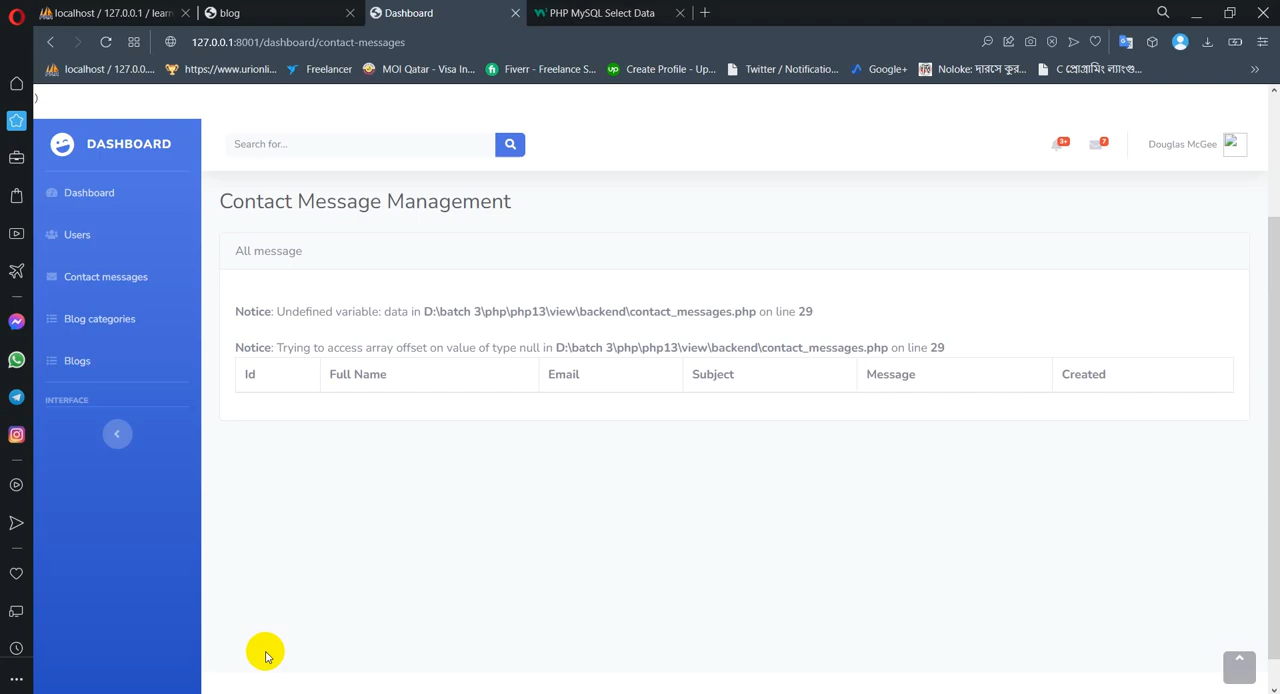 localhost / 127.0.0.1 / learn
blog
Dashboard
PHP MySQL Select Data
127.0.0.1:8001/dashboard/contact-messages
localhost / 127.0.0....
https://www.urionli...
Freelancer
MOI Qatar - Visa In...
Fiverr - Freelance S...
Create Profile - Up...
Twitter / Notificatio...
Google+
Noloke: দারসে কুর...
C প্রোগ্রামিং ল্যাংগু...
)
DASHBOARD
Search for...
3+
7
Douglas McGee
Dashboard
Users
Contact messages
Blog categories
Blogs
INTERFACE
Contact Message Management
All message
Notice: Undefined variable: data in D:\batch 3\php\php13\view\backend\contact_messages.php on line 29
Notice: Trying to access array offset on value of type null in D:\batch 3\php\php13\view\backend\contact_messages.php on line 29
Id Full Name Email Subject Message Created